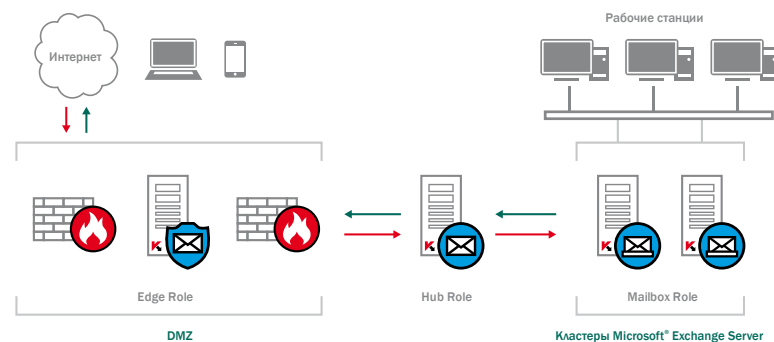 Рабочие станции
Интернет
Edge Role
Hub Role
Mailbox Role
DMZ
Кластеры Microsoft® Exchange Server